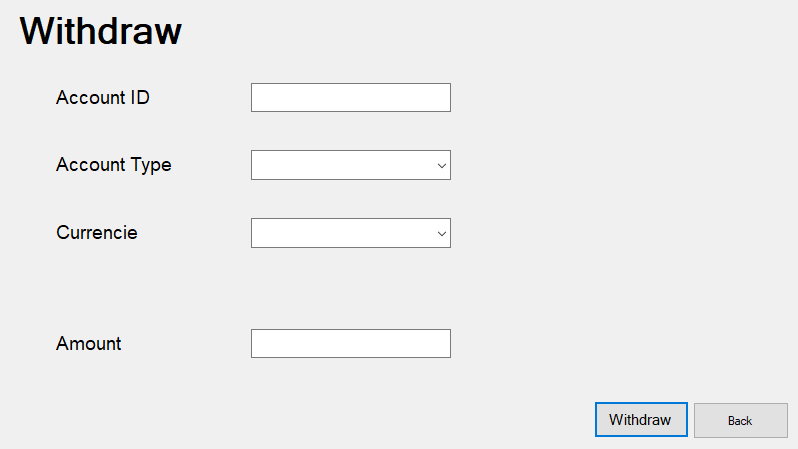 Withdraw
Account ID
Account Type
Currencie
Amount
Withdraw
Back